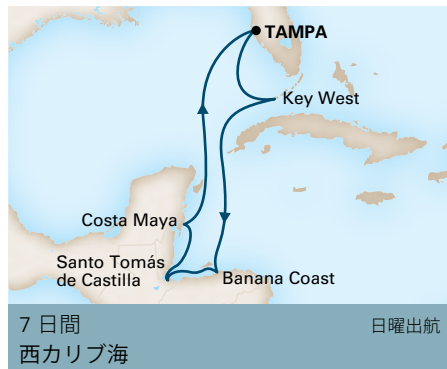 TAMPA
Key West
Costa Maya
Santo Tomás
de Castilla
Banana Coast
7 日間
日曜出航
西カリブ海